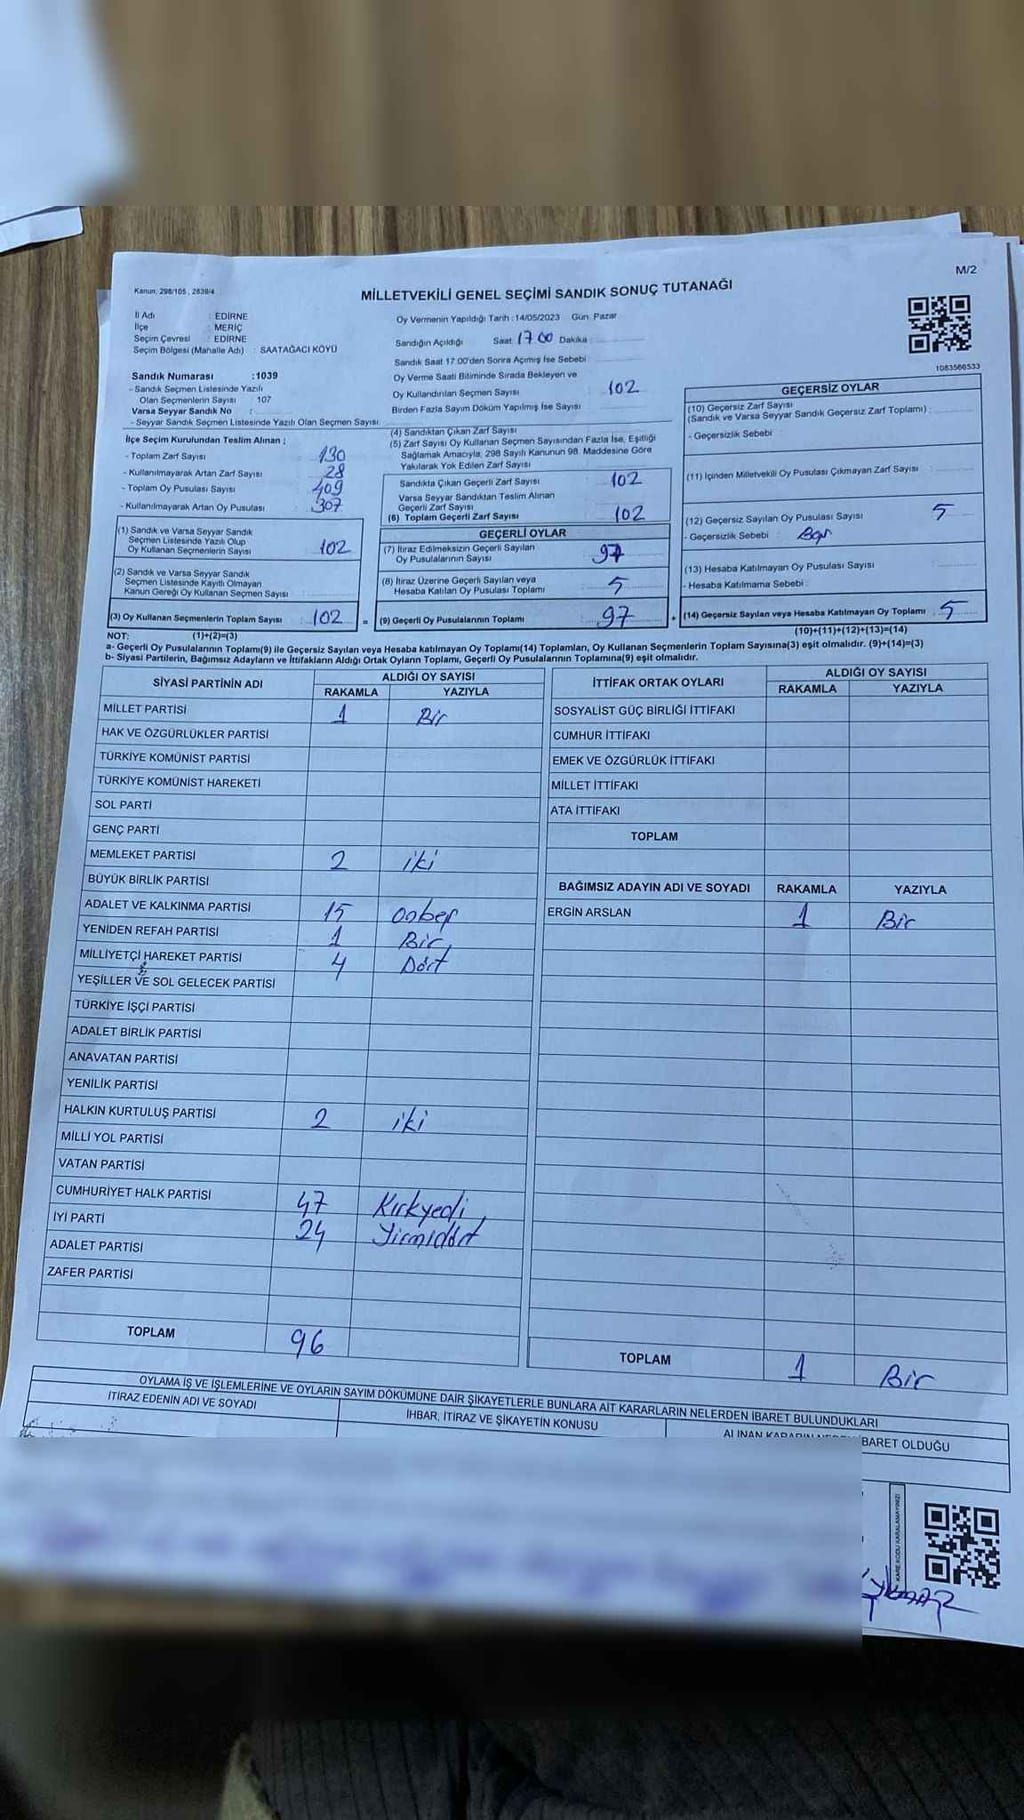 M/2
Kanun, 298/105 , 2839/4
MİLLETVEKİLİ GENEL SEÇİMİ SANDIK SONUÇ TUTANAĞI
İl Adı : EDİRNE
İlçe : MERİÇ
Seçim Çevresi : EDİRNE
Seçim Bölgesi (Mahalle Adı) : SAATAĞACI KÖYÜ
Sandık Numarası :1039
- Sandık Seçmen Listesinde Yazılı
Olan Seçmenlerin Sayısı 107
Varsa Seyyar Sandık No :
- Seyyar Sandık Seçmen Listesinde Yazılı Olan Seçmen Sayısı
İlçe Seçim Kurulundan Teslim Alınan ;
- Toplam Zarf Sayısı 130
- Kullanılmayarak Artan Zarf Sayısı 28
- Toplam Oy Pusulası Sayısı 409
- Kullanılmayarak Artan Oy Pusulası 307
(1) Sandık ve Varsa Seyyar Sandık
Seçmen Listesinde Yazılı Olup
Oy Kullanan Seçmenlerin Sayısı 102
(2) Sandık ve Varsa Seyyar Sandık
Seçmen Listesinde Kayıtlı Olmayan
Kanun Gereği Oy Kullanan Seçmen Sayısı :
(3) Oy Kullanan Seçmenlerin Toplam Sayısı 102 =
Oy Vermenin Yapıldığı Tarih : 14/05/2023 Gün: Pazar
Sandığın Açıldığı Saat 17 00 Dakika :
Sandık Saat 17:00'den Sonra Açımış İse Sebebi :
Oy Verme Saati Bitiminde Sırada Bekleyen ve
Oy Kullandırılan Seçmen Sayısı 102
Birden Fazla Sayım Döküm Yapılmış İse Sayısı
(4) Sandıktan Çıkan Zarf Sayısı
(5) Zarf Sayısı Oy Kullanan Seçmen Sayısından Fazla İse, Eşitliği
Sağlamak Amacıyla, 298 Sayılı Kanunun 98. Maddesine Göre
Yakılarak Yok Edilen Zarf Sayısı
Sandıkta Çıkan Geçerli Zarf Sayısı 102
Varsa Seyyar Sandıktan Teslim Alınan
Geçerli Zarf Sayısı
(6) Toplam Geçerli Zarf Sayısı 102
GEÇERLİ OYLAR
(7) İtiraz Edilmeksizin Geçerli Sayılan
Oy Pusulalarının Sayısı 97
(8) İtiraz Üzerine Geçerli Sayılan veya
Hesaba Katılan Oy Pusulası Toplamı 5
(9) Geçerli Oy Pusulalarının Toplamı 97 +
1083566533
GEÇERSİZ OYLAR
(10) Geçersiz Zarf Sayısı
(Sandık ve Varsa Seyyar Sandık Geçersiz Zarf Toplamı) :
- Geçersizlik Sebebi :
(11) İçinden Milletvekili Oy Pusulası Çıkmayan Zarf Sayısı
(12) Geçersiz Sayılan Oy Pusulası Sayısı 5
- Geçersizlik Sebebi :
(13) Hesaba Katılmayan Oy Pusulası Sayısı
- Hesaba Katılmama Sebebi :
(14) Geçersiz Sayılan veya Hesaba Katılmayan Oy Toplamı 5
NOT: (1)+(2)=(3) (10)+(11)+(12)+(13)=(14)
a- Geçerli Oy Pusulalarının Toplamı(9) ile Geçersiz Sayılan veya Hesaba katılmayan Oy Toplamı(14) Toplamları, Oy Kullanan Seçmenlerin Toplam Sayısına(3) eşit olmalıdır. (9)+(14)=(3)
b- Siyasi Partilerin, Bağımsız Adayların ve İttifakların Aldığı Ortak Oyların Toplamı, Geçerli Oy Pusulalarının Toplamına(9) eşit olmalıdır.
SİYASİ PARTİNİN ADI ALDIĞI OY SAYISI
RAKAMLA YAZIYLA
MİLLET PARTİSİ 1 Bir
HAK VE ÖZGÜRLÜKLER PARTİSİ
TÜRKİYE KOMÜNİST PARTİSİ
TÜRKİYE KOMÜNİST HAREKETİ
SOL PARTİ
GENÇ PARTİ
MEMLEKET PARTİSİ 2 iki
BÜYÜK BİRLİK PARTİSİ
ADALET VE KALKINMA PARTİSİ 15 onbeş
YENİDEN REFAH PARTİSİ 1 Bir
MİLLİYETÇİ HAREKET PARTİSİ 4 Dört
YEŞİLLER VE SOL GELECEK PARTİSİ
TÜRKİYE İŞÇİ PARTİSİ
ADALET BİRLİK PARTİSİ
ANAVATAN PARTİSİ
YENİLİK PARTİSİ
HALKIN KURTULUŞ PARTİSİ 2 iki
MİLLİ YOL PARTİSİ
VATAN PARTİSİ
CUMHURİYET HALK PARTİSİ 47 Kırkyedi
İYİ PARTİ 24 Yirmidört
ADALET PARTİSİ
ZAFER PARTİSİ
TOPLAM 96
İTTİFAK ORTAK OYLARI ALDIĞI OY SAYISI
RAKAMLA YAZIYLA
SOSYALİST GÜÇ BİRLİĞİ İTTİFAKI
CUMHUR İTTİFAKI
EMEK VE ÖZGÜRLÜK İTTİFAKI
MİLLET İTTİFAKI
ATA İTTİFAKI
TOPLAM
BAĞIMSIZ ADAYIN ADI VE SOYADI RAKAMLA YAZIYLA
ERGİN ARSLAN 1 Bir
TOPLAM 1 Bir
OYLAMA İŞ VE İŞLEMLERİNE VE OYLARIN SAYIM DÖKÜMÜNE DAİR ŞİKAYETLERLE BUNLARA AİT KARARLARIN NELERDEN İBARET BULUNDUKLARI
İTİRAZ EDENİN ADI VE SOYADI İHBAR, İTİRAZ VE ŞİKAYETİN KONUSU ALINAN KARARIN NEDEN İBARET OLDUĞU
KARE KODU KARALAMAYINIZ!